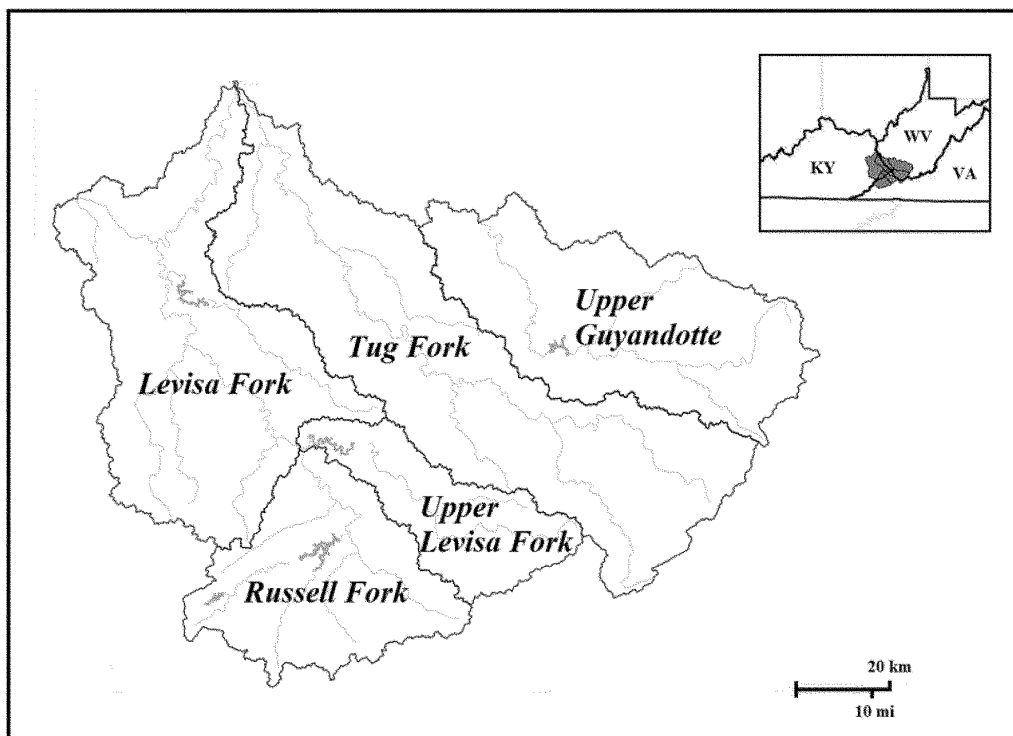 WV
KY
VA
Upper
Guyandotte
Tug Fork
Levisa Fork
Upper
Levisa Fork
Russell Fork
20 km
10 mi